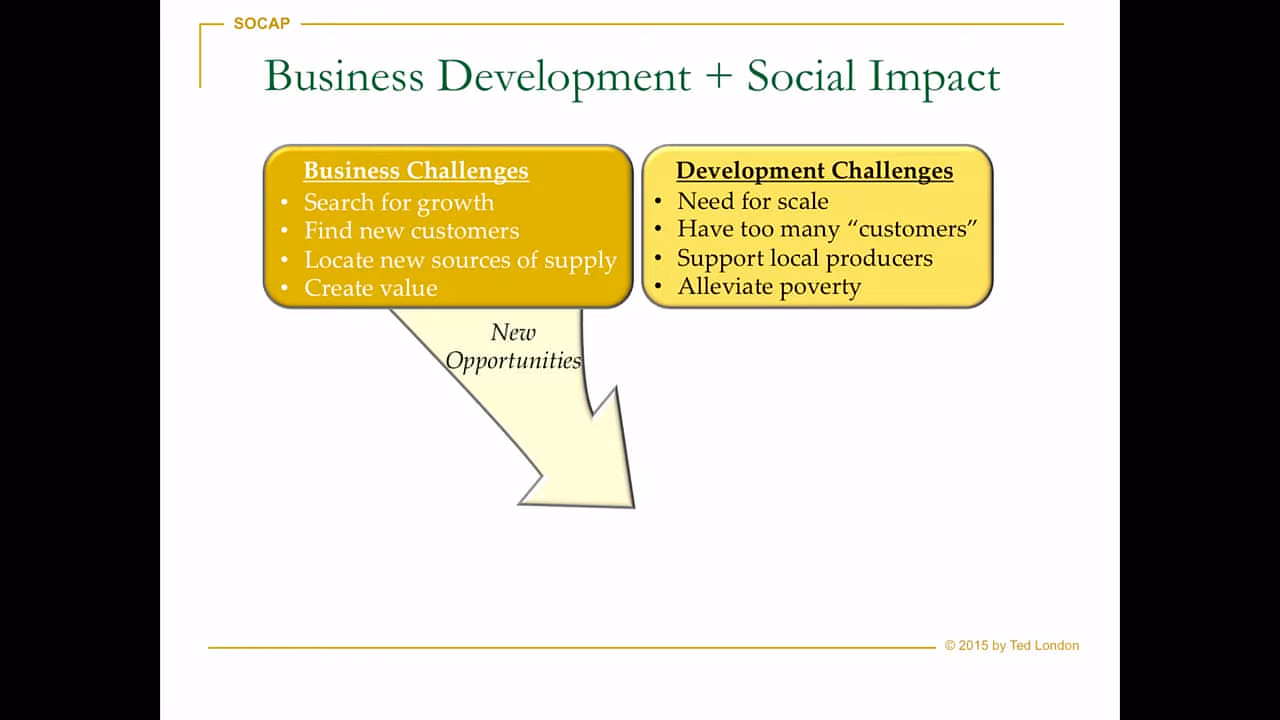 SOCAP
Business Development + Social Impact
Business Challenges
• Search for growth
• Find new customers
• Locate new sources of supply
• Create value
Development Challenges
• Need for scale
• Have too many “customers”
• Support local producers
• Alleviate poverty
New
Opportunities
© 2015 by Ted London